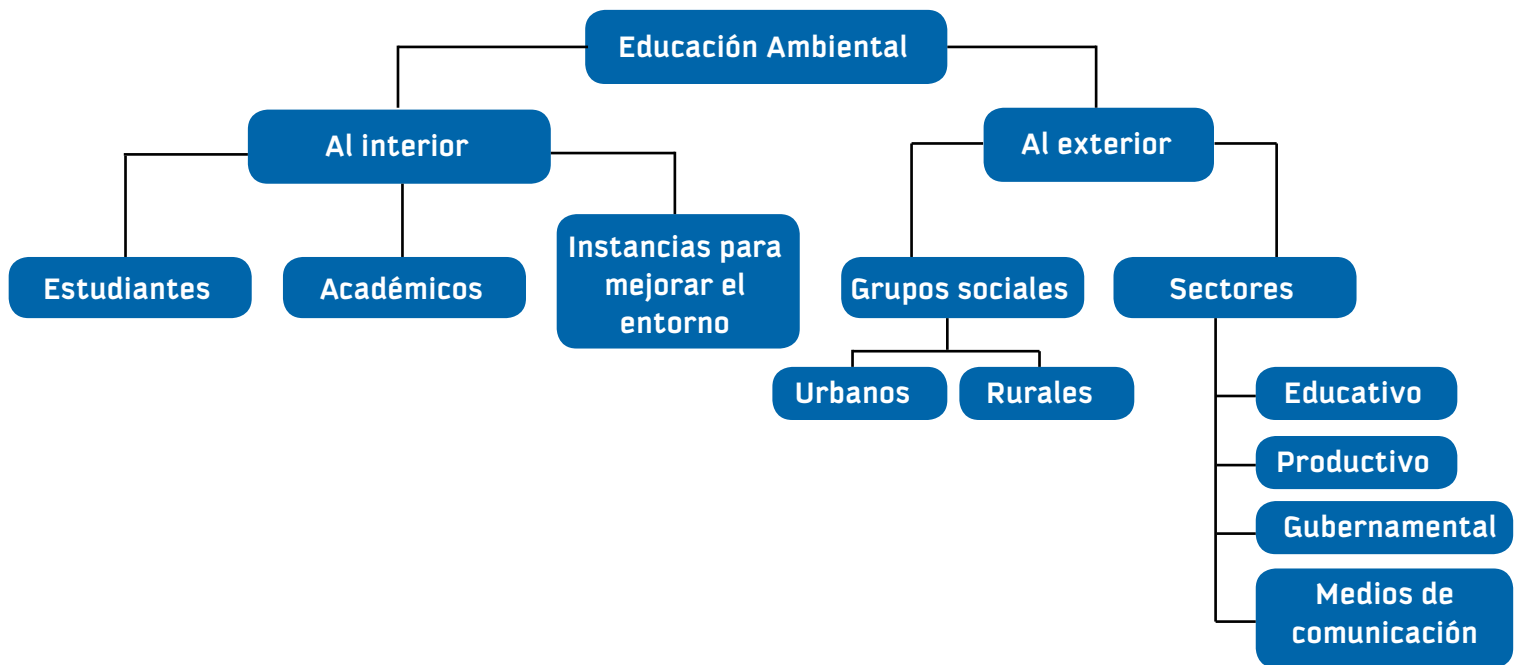 Educación Ambiental
Al interior
Al exterior
Estudiantes
Académicos
Instancias para
mejorar el
entorno
Grupos sociales
Sectores
Urbanos
Rurales
Educativo
Productivo
Gubernamental
Medios de
comunicación